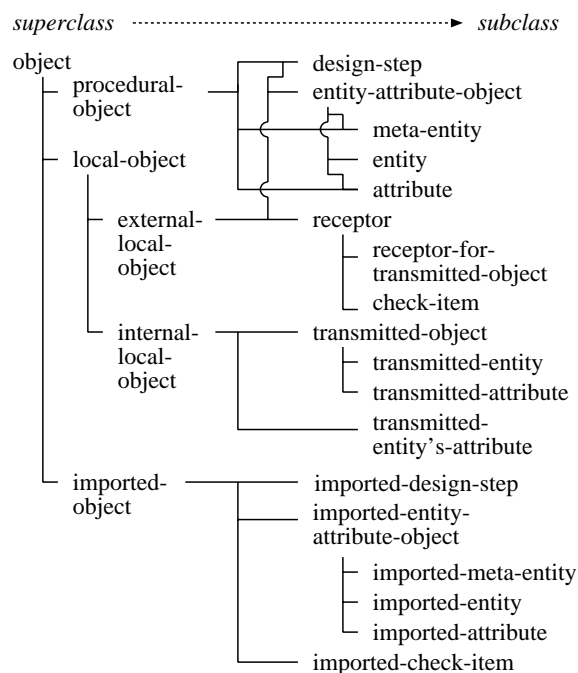 superclass subclass
object
procedural-
object
design-step
entity-attribute-object
meta-entity
local-object
entity
attribute
external-
local-
object
receptor
receptor-for-
transmitted-object
check-item
internal-
local-
object
transmitted-object
transmitted-entity
transmitted-attribute
transmitted-
entity's-attribute
imported-
object
imported-design-step
imported-entity-
attribute-object
imported-meta-entity
imported-entity
imported-attribute
imported-check-item